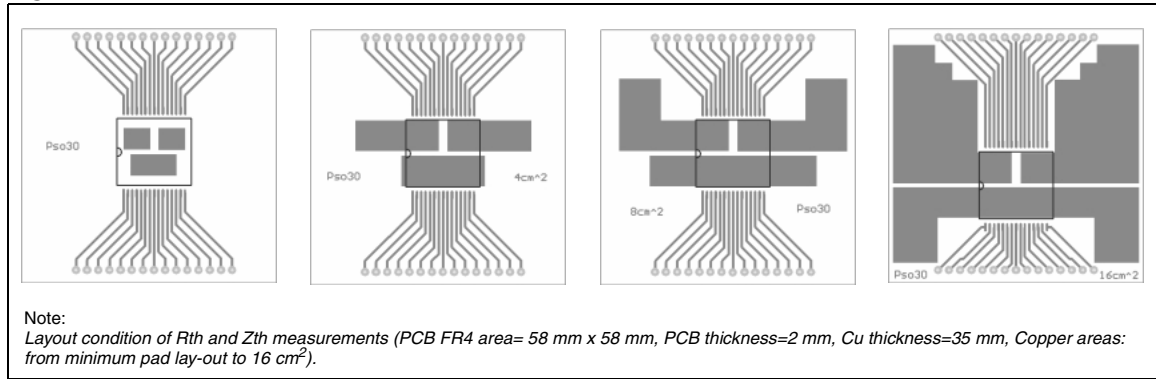 Pso30
Pso30
4cm^2
8cm^2
Pso30
Pso30
16cm^2
Note:
Layout condition of Rth and Zth measurements (PCB FR4 area= 58 mm x 58 mm, PCB thickness=2 mm, Cu thickness=35 mm, Copper areas:
from minimum pad lay-out to 16 cm2).